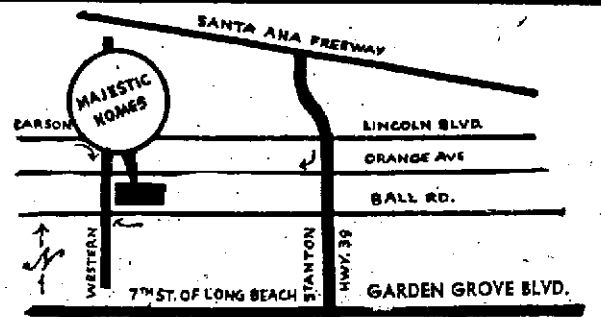 SANTA ANA FREEWAY
MAJESTIC
HOMES
CARSON
LINCOLN BLVD.
ORANGE AVE
BALL RD.
N
WESTERN
STANTON
HWY. 39
7TH ST. OF LONG BEACH
GARDEN GROVE BLVD.